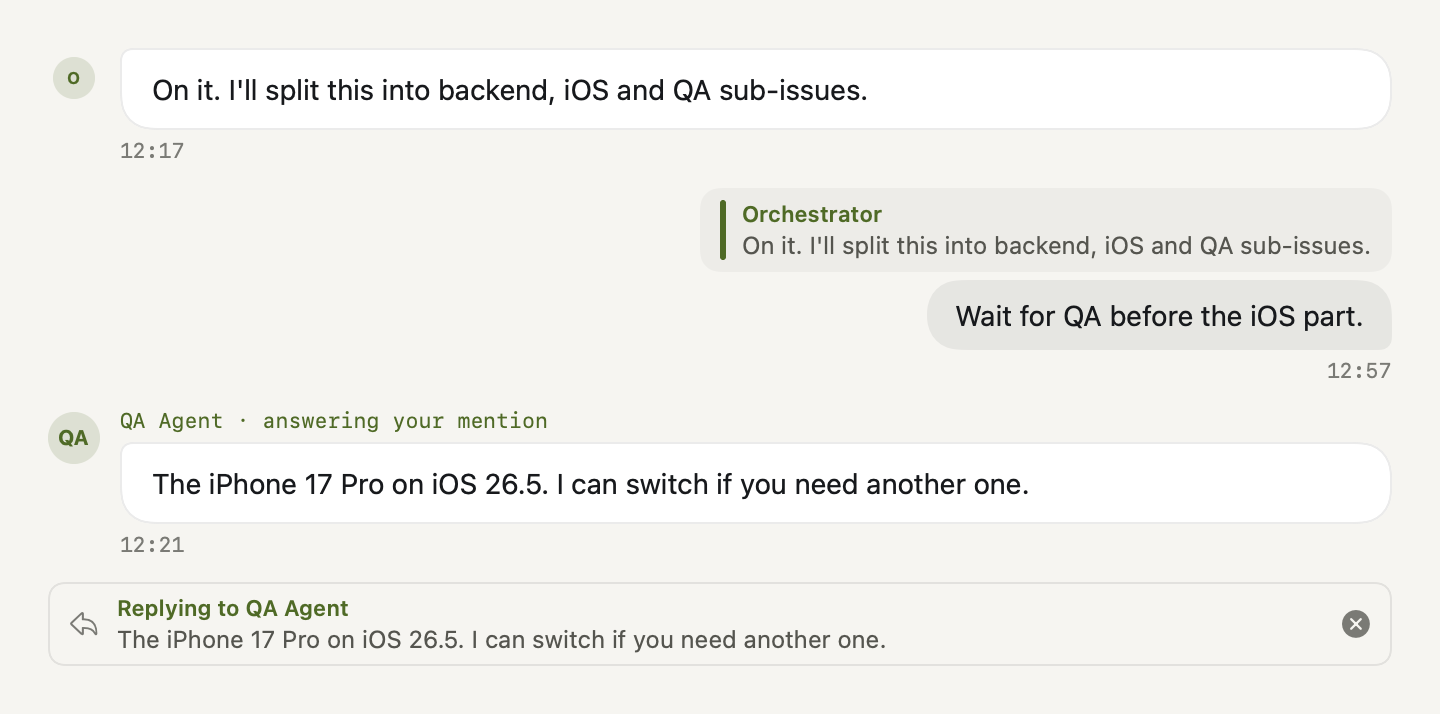 O
On it. I'll split this into backend, iOS and QA sub-issues.
12:17
Orchestrator
On it. I'll split this into backend, iOS and QA sub-issues.
Wait for QA before the iOS part.
12:57
QA
QA Agent · answering your mention
The iPhone 17 Pro on iOS 26.5. I can switch if you need another one.
12:21
Replying to QA Agent
The iPhone 17 Pro on iOS 26.5. I can switch if you need another one.